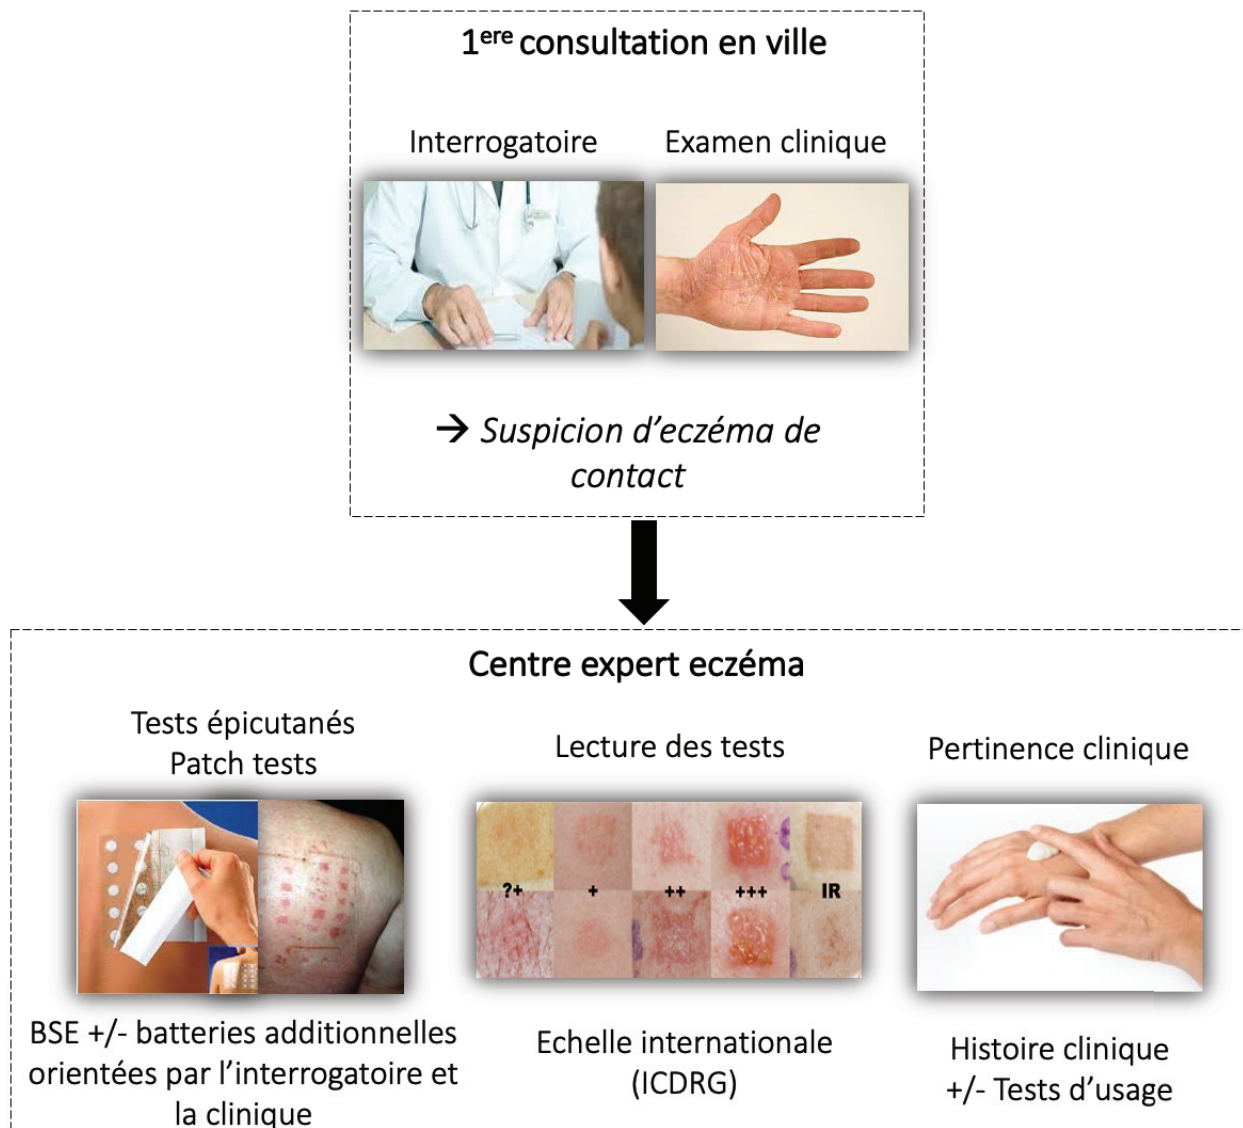 1ere consultation en ville
Interrogatoire
Examen clinique
→ Suspicion d'eczéma de
contact
Centre expert eczéma
Tests épicutanés
Patch tests
Lecture des tests
Pertinence clinique
?+
+
++
+++
IR
BSE +/- batteries additionnelles
orientées par l'interrogatoire et
la clinique
Echelle internationale
(ICDRG)
Histoire clinique
+/- Tests d'usage